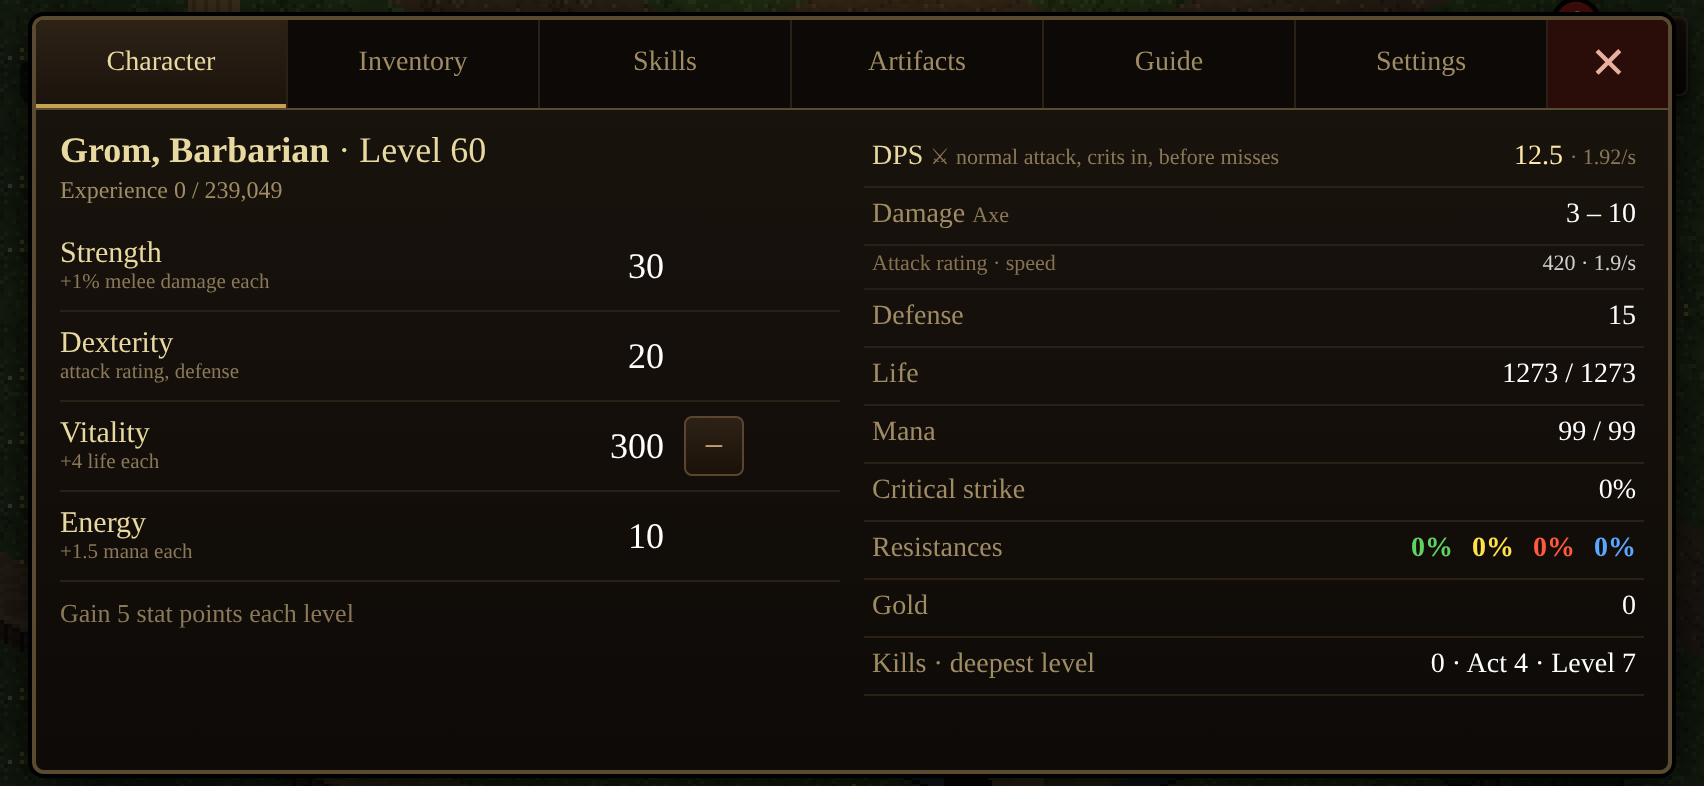 Character Inventory Skills Artifacts Guide Settings ✕
Grom, Barbarian · Level 60
Experience 0 / 239,049
Strength 30
+1% melee damage each
Dexterity 20
attack rating, defense
Vitality 300 −
+4 life each
Energy 10
+1.5 mana each
Gain 5 stat points each level
DPS ⚔ normal attack, crits in, before misses 12.5 · 1.92/s
Damage Axe 3 – 10
Attack rating · speed 420 · 1.9/s
Defense 15
Life 1273 / 1273
Mana 99 / 99
Critical strike 0%
Resistances 0% 0% 0% 0%
Gold 0
Kills · deepest level 0 · Act 4 · Level 7